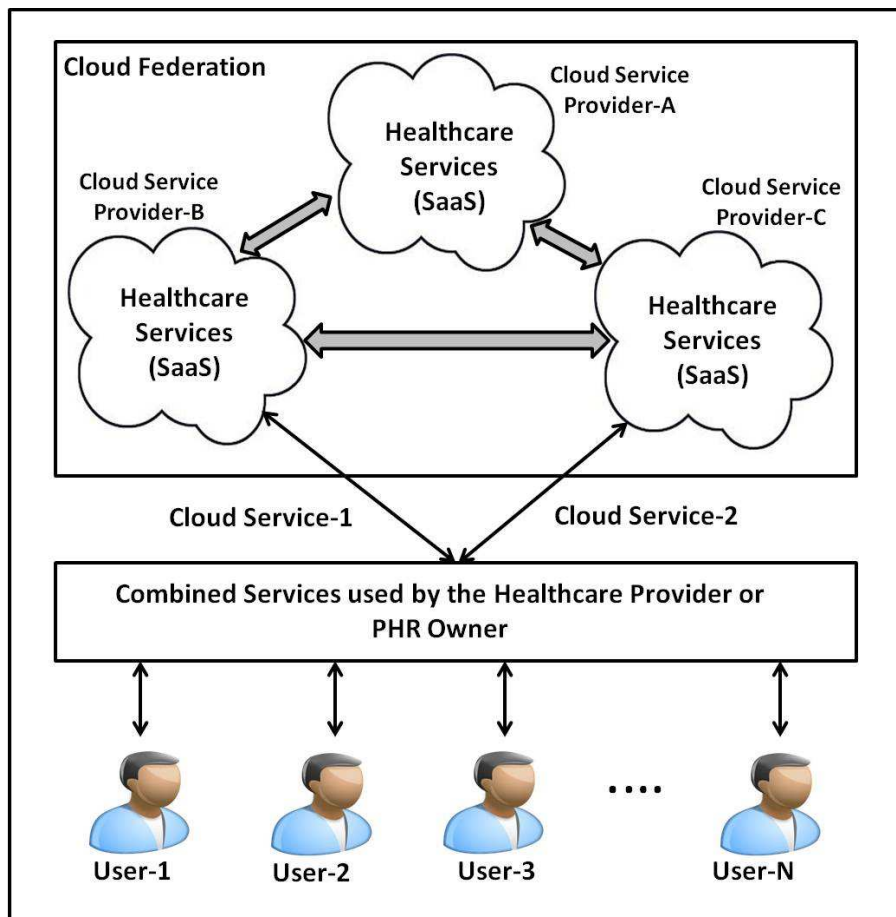 Cloud Federation
Cloud Service
Provider-A
Healthcare
Services
(SaaS)
Cloud Service
Provider-B
Cloud Service
Provider-C
Healthcare
Services
(SaaS)
Healthcare
Services
(SaaS)
Cloud Service-1
Cloud Service-2
Combined Services used by the Healthcare Provider or
PHR Owner
....
User-1
User-2
User-3
User-N